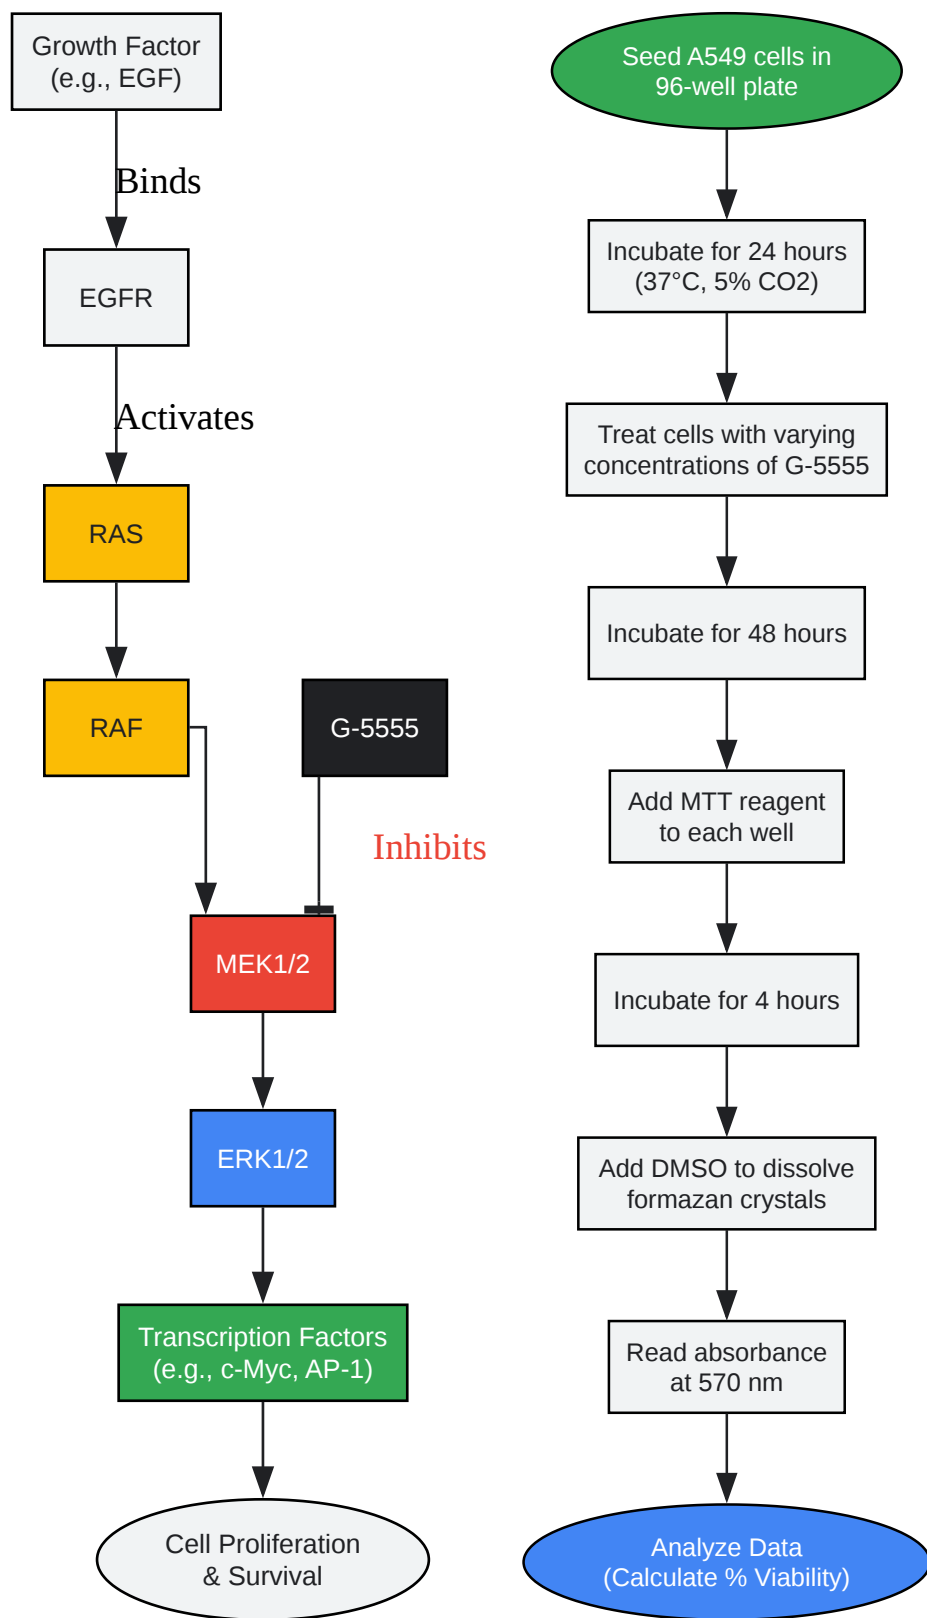 Growth Factor
(e.g., EGF)
Binds
EGFR
Activates
RAS
RAF
G-5555
Inhibits
MEK1/2
ERK1/2
Transcription Factors
(e.g., c-Myc, AP-1)
Cell Proliferation
& Survival
Seed A549 cells in
96-well plate
Incubate for 24 hours
(37°C, 5% CO2)
Treat cells with varying
concentrations of G-5555
Incubate for 48 hours
Add MTT reagent
to each well
Incubate for 4 hours
Add DMSO to dissolve
formazan crystals
Read absorbance
at 570 nm
Analyze Data
(Calculate % Viability)